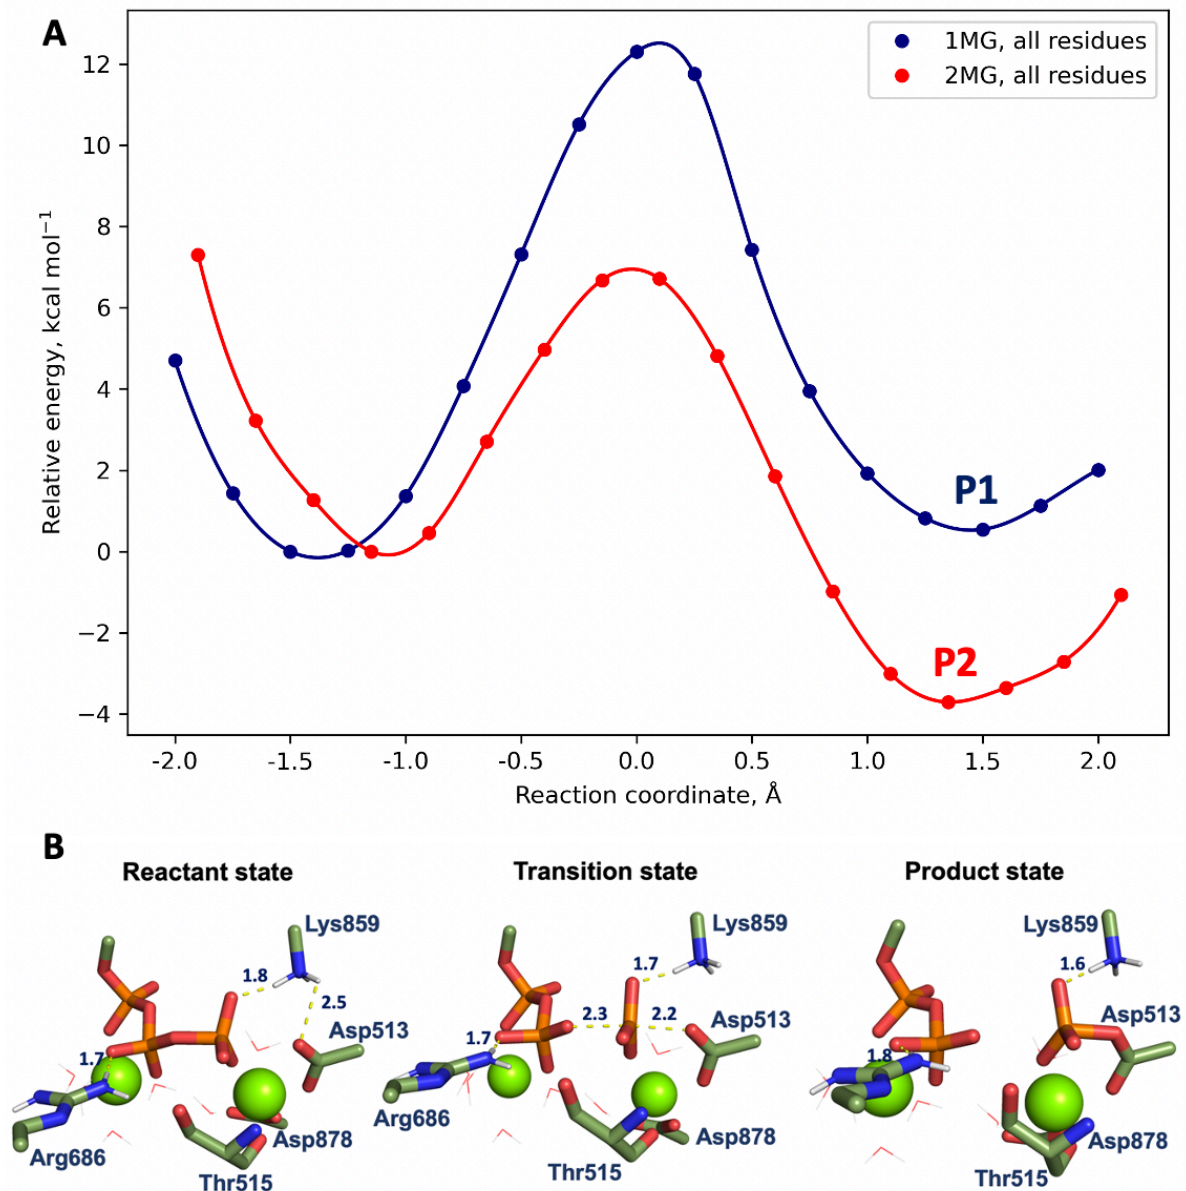 A
1MG, all residues
2MG, all residues
Relative energy, kcal mol⁻¹
12
10
8
6
4
2
0
−2
−4
P1
P2
-2.0 -1.5 -1.0 -0.5 0.0 0.5 1.0 1.5 2.0
Reaction coordinate, Å
B
Reactant state
Transition state
Product state
Lys859
1.8
2.5
Asp513
1.7
Arg686
Thr515
Asp878
Lys859
1.7
2.3
2.2
Asp513
1.7
Arg686
Thr515
Asp878
Lys859
1.6
Asp513
1.8
Asp878
Thr515